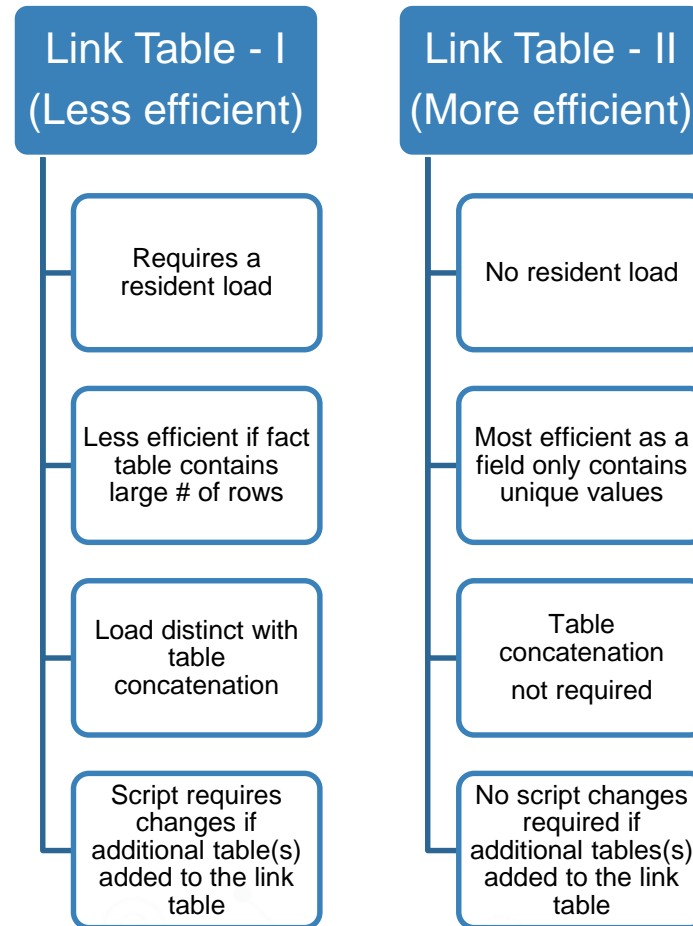 Link Table - I
(Less efficient)
Requires a
resident load
Less efficient if fact
table contains
large # of rows
Load distinct with
table
concatenation
Script requires
changes if
additional table(s)
added to the link
table
Link Table - II
(More efficient)
No resident load
Most efficient as a
field only contains
unique values
Table
concatenation
not required
No script changes
required if
additional tables(s)
added to the link
table